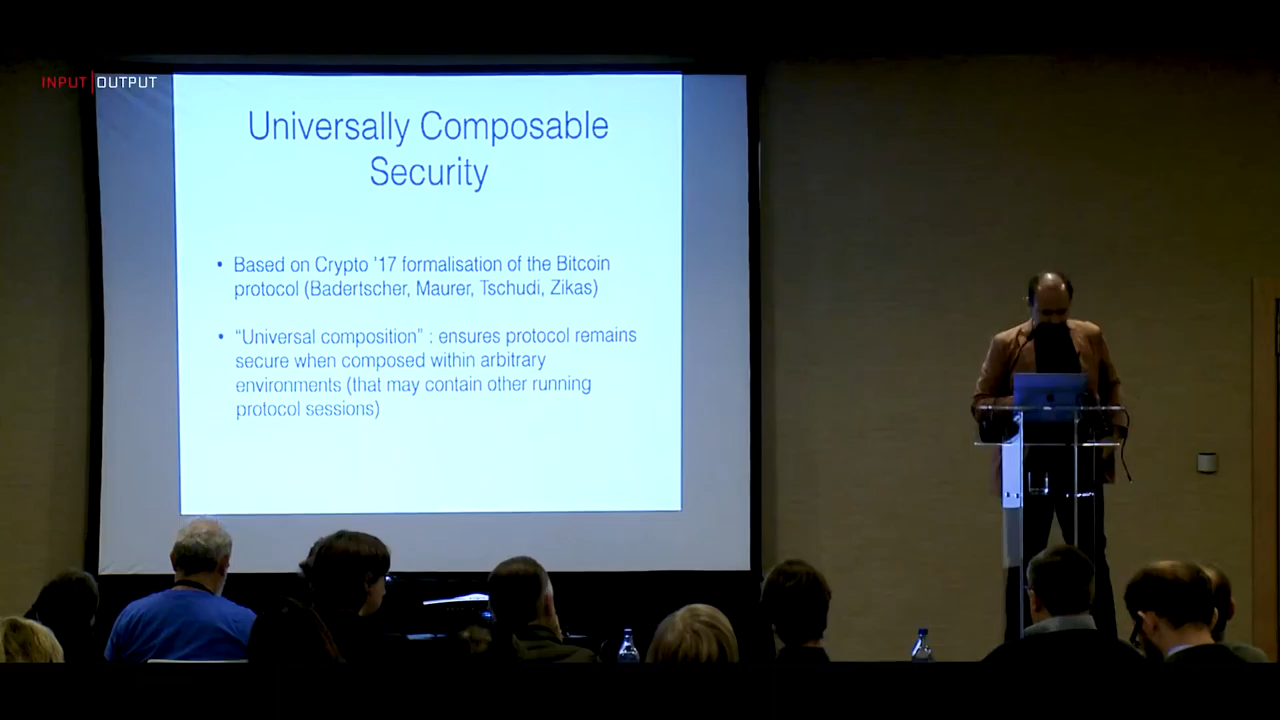 INPUT|OUTPUT
Universally Composable
Security
• Based on Crypto '17 formalisation of the Bitcoin
protocol (Badertscher, Maurer, Tschudi, Zikas)
• “Universal composition” : ensures protocol remains
secure when composed within arbitrary
environments (that may contain other running
protocol sessions)